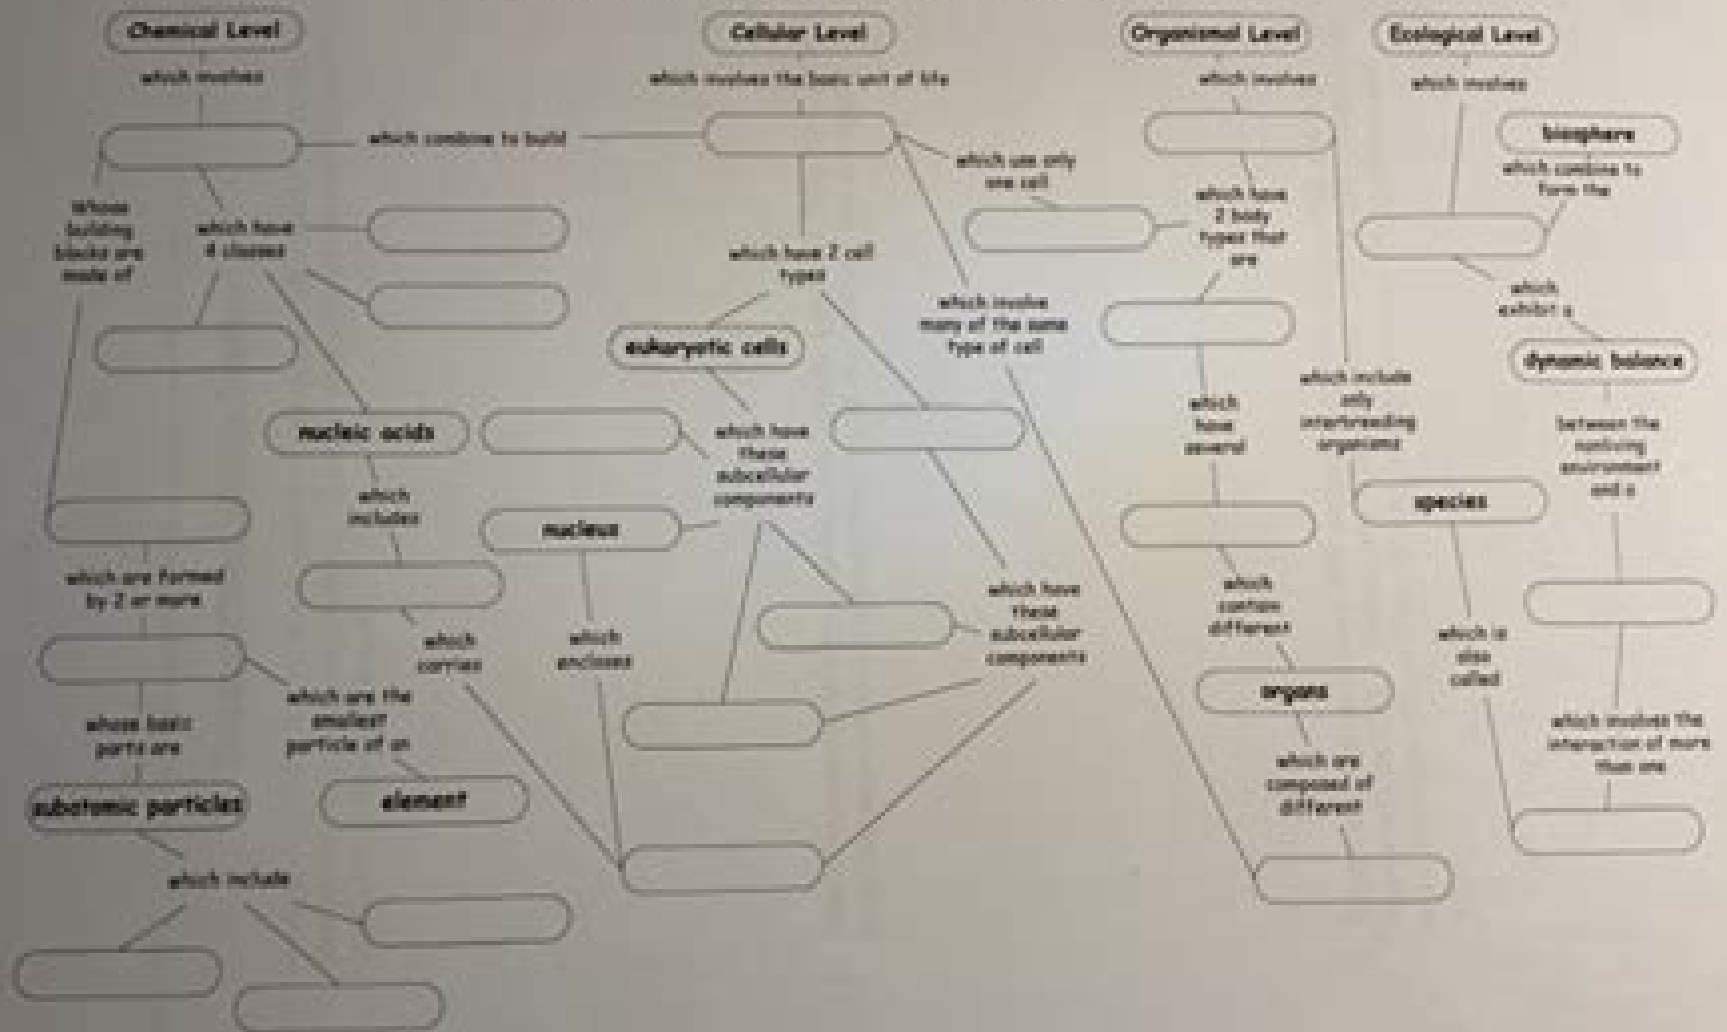 Chemical Level
which involves
which combine to build
Whose
building
blocks are
made of
which have
4 classes
nucleic acids
which
includes
which are formed
by 2 or more
which
carries
which are the
smallest
particle of an
whose basic
parts are
subatomic particles
element
which include
Cellular Level
which involves the basic unit of life
which use only
one cell
which have 2 cell
types
which involve
many of the same
type of cell
eukaryotic cells
which have
these
subcellular
components
nucleus
which
encloses
which have
these
subcellular
components
Organismal Level
which involves
which have
2 body
types that
are
which include
only
interbreeding
organisms
which
have
several
species
which
contain
different
which is
also
called
organs
which are
composed of
different
Ecological Level
which involves
biosphere
which combine to
form the
which
exhibit a
dynamic balance
between the
nonliving
environment
and a
which involves the
interaction of more
than one